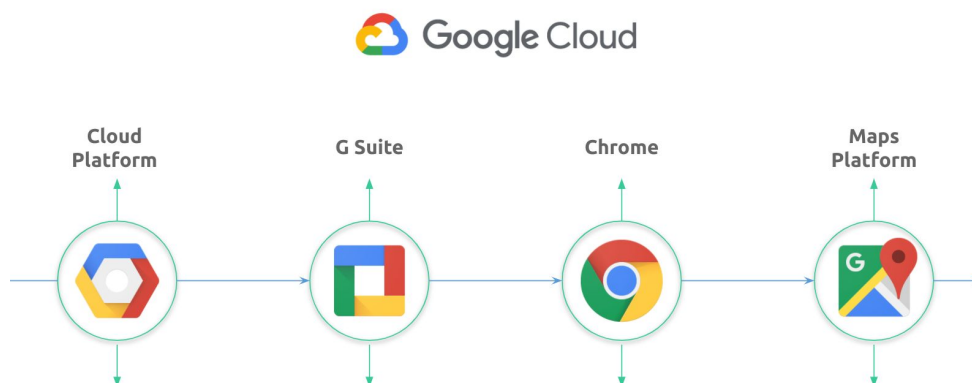 Google Cloud
Cloud
Platform
G Suite
Chrome
Maps
Platform
G